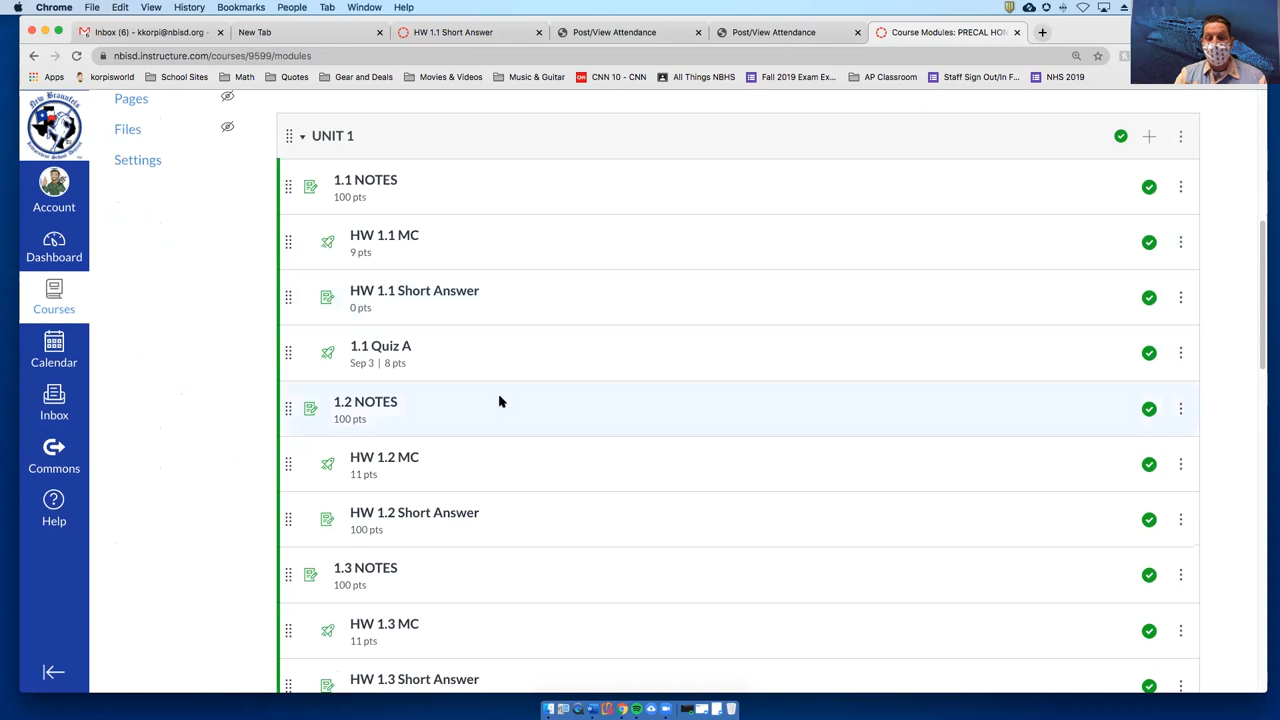 Chrome File Edit View History Bookmarks People Tab Window Help
Inbox (6) - kkorpi@nbisd.org - New Tab HW 1.1 Short Answer Post/View Attendance Post/View Attendance Course Modules: PRECAL HON
nbisd.instructure.com/courses/9599/modules
Apps korpisworld School Sites Math Quotes Gear and Deals Movies & Videos Music & Guitar CNN 10 - CNN All Things NBHS Fall 2019 Exam Ex... AP Classroom Staff Sign Out/In F... NHS 2019
Pages
Files
Settings
Account
Dashboard
Courses
Calendar
Inbox
Commons
Help
UNIT 1
1.1 NOTES
100 pts
HW 1.1 MC
9 pts
HW 1.1 Short Answer
0 pts
1.1 Quiz A
Sep 3 | 8 pts
1.2 NOTES
100 pts
HW 1.2 MC
11 pts
HW 1.2 Short Answer
100 pts
1.3 NOTES
100 pts
HW 1.3 MC
11 pts
HW 1.3 Short Answer